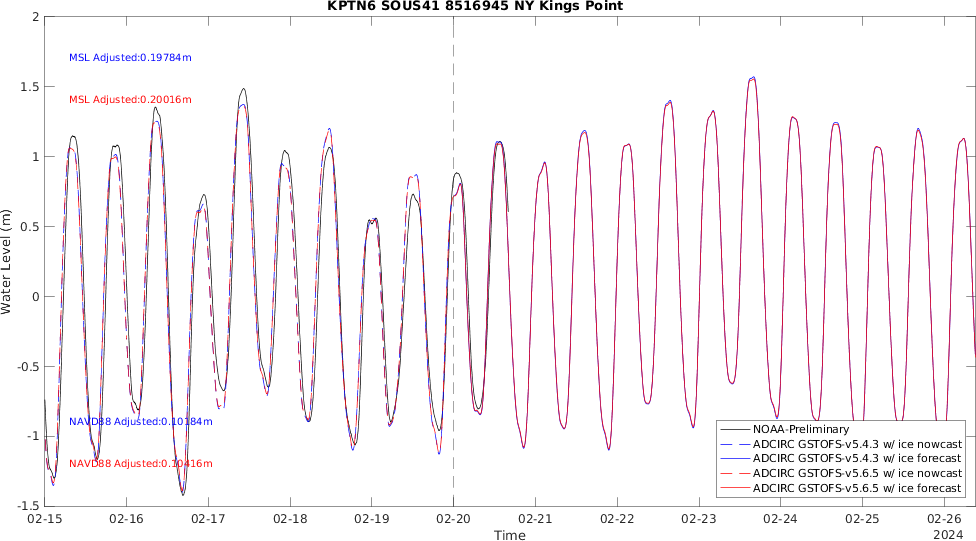 KPTN6 SOUS41 8516945 NY Kings Point
Water Level (m)
2
1.5
1
0.5
0
-0.5
-1
-1.5
MSL Adjusted:0.19784m
MSL Adjusted:0.20016m
NAVD88 Adjusted:0.10184m
NAVD88 Adjusted:0.10416m
NOAA-Preliminary
ADCIRC GSTOFS-v5.4.3 w/ ice nowcast
ADCIRC GSTOFS-v5.4.3 w/ ice forecast
ADCIRC GSTOFS-v5.6.5 w/ ice nowcast
ADCIRC GSTOFS-v5.6.5 w/ ice forecast
02-15 02-16 02-17 02-18 02-19 02-20 02-21 02-22 02-23 02-24 02-25 02-26
Time
2024